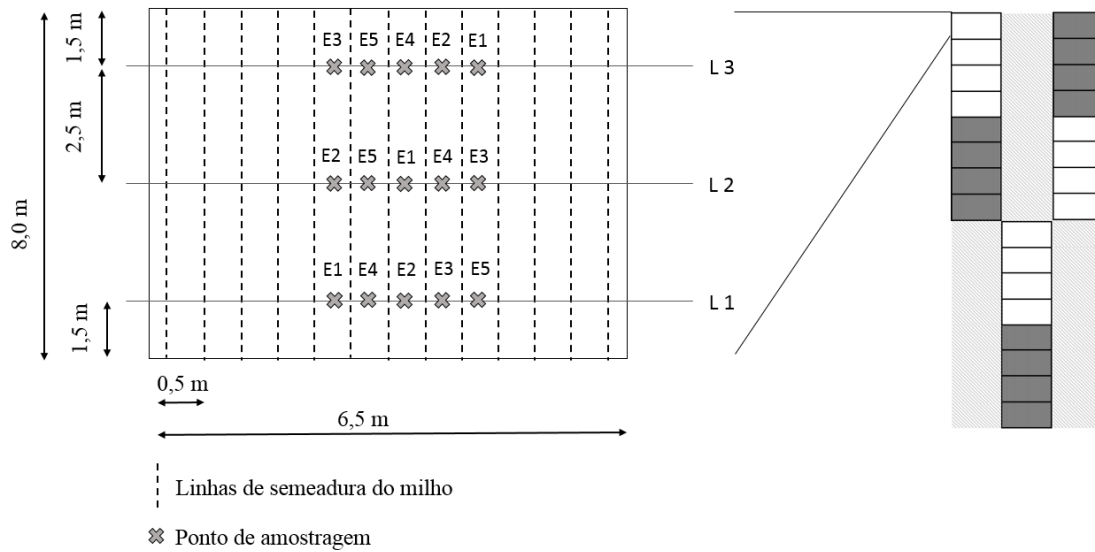 1,5 m
E3 E5 E4 E2 E1
L 3
2,5 m
E2 E5 E1 E4 E3
L 2
8,0 m
E1 E4 E2 E3 E5
L 1
1,5 m
0,5 m
6,5 m
Linhas de semeadura do milho
Ponto de amostragem